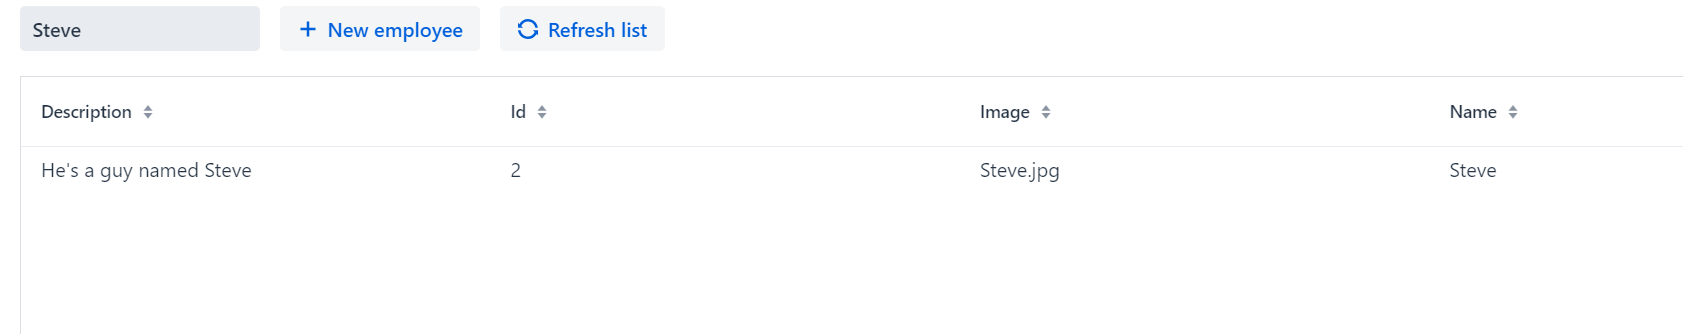 Steve New employee Refresh list
Description Id Image Name
He's a guy named Steve 2 Steve.jpg Steve